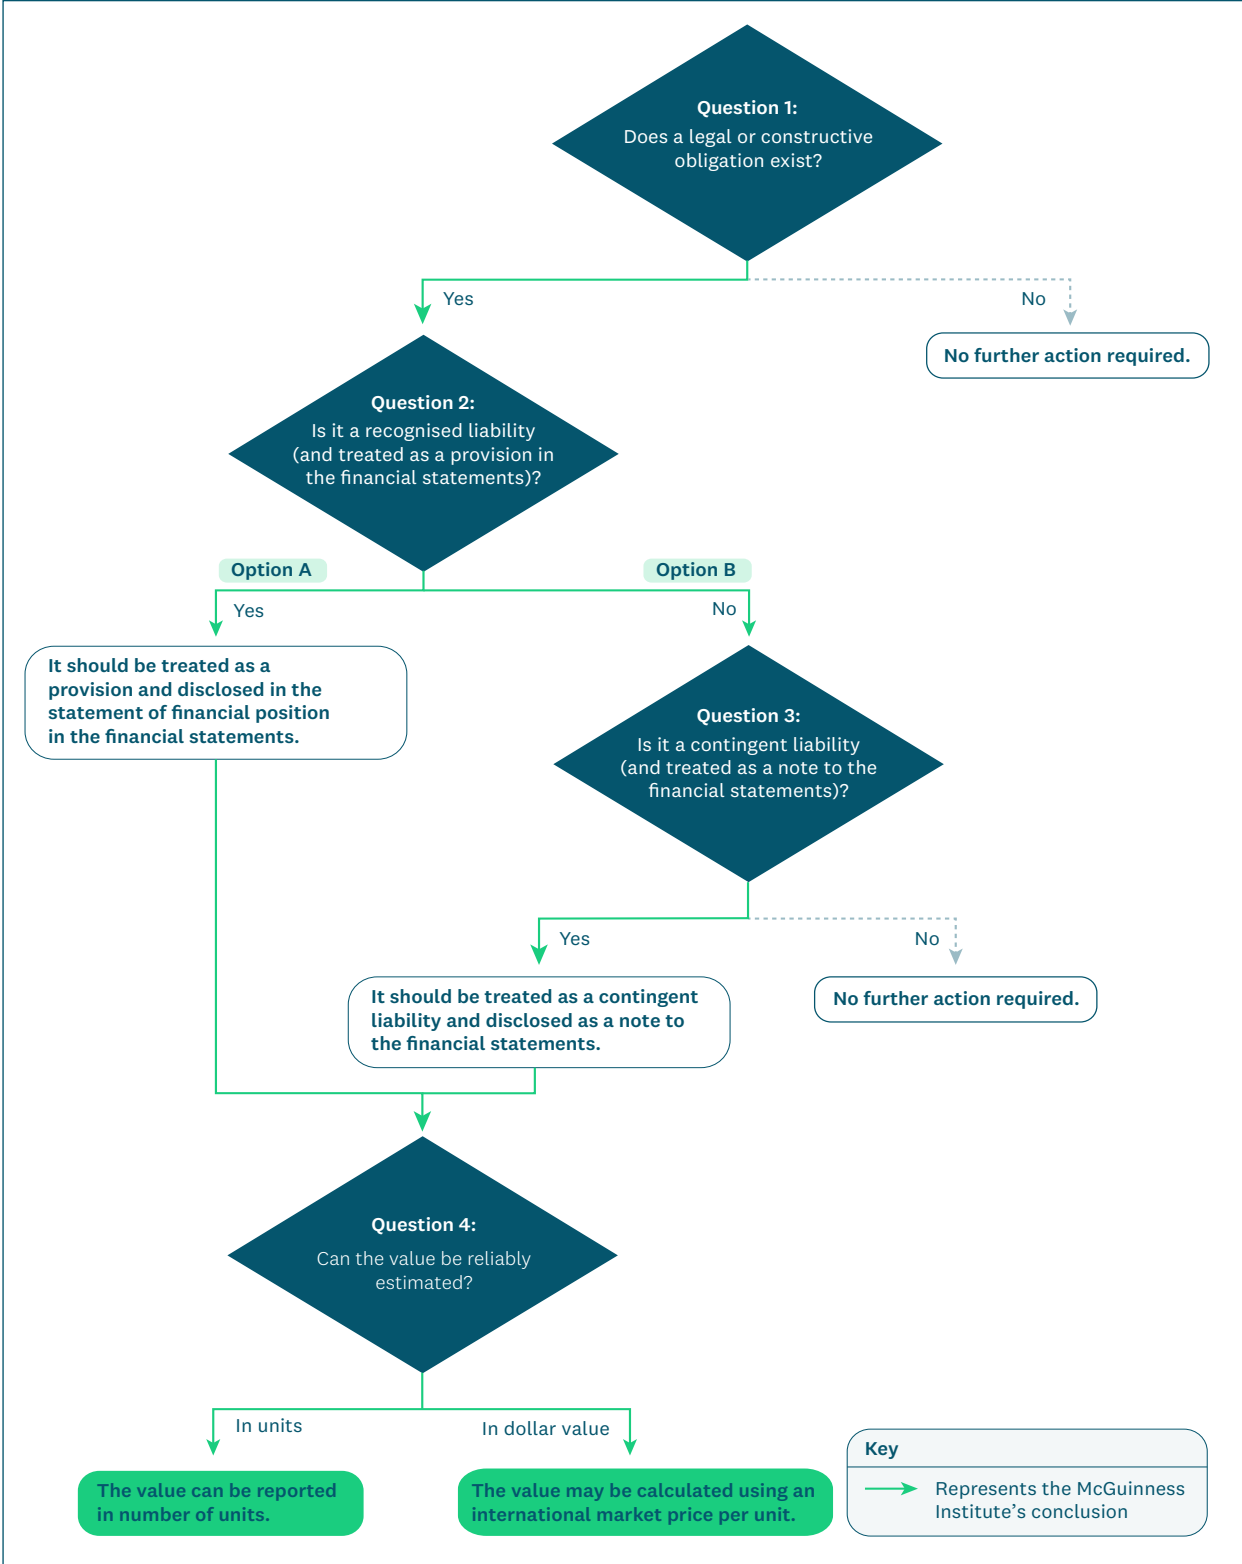 Question 1:
Does a legal or constructive
obligation exist?
Yes
No
No further action required.
Question 2:
Is it a recognised liability
(and treated as a provision in
the financial statements)?
Option A
Option B
Yes
No
It should be treated as a
provision and disclosed in the
statement of financial position
in the financial statements.
Question 3:
Is it a contingent liability
(and treated as a note to the
financial statements)?
Yes
No
It should be treated as a contingent
liability and disclosed as a note to
the financial statements.
No further action required.
Question 4:
Can the value be reliably
estimated?
In units
In dollar value
The value can be reported
in number of units.
The value may be calculated using an
international market price per unit.
Key
Represents the McGuinness
Institute’s conclusion